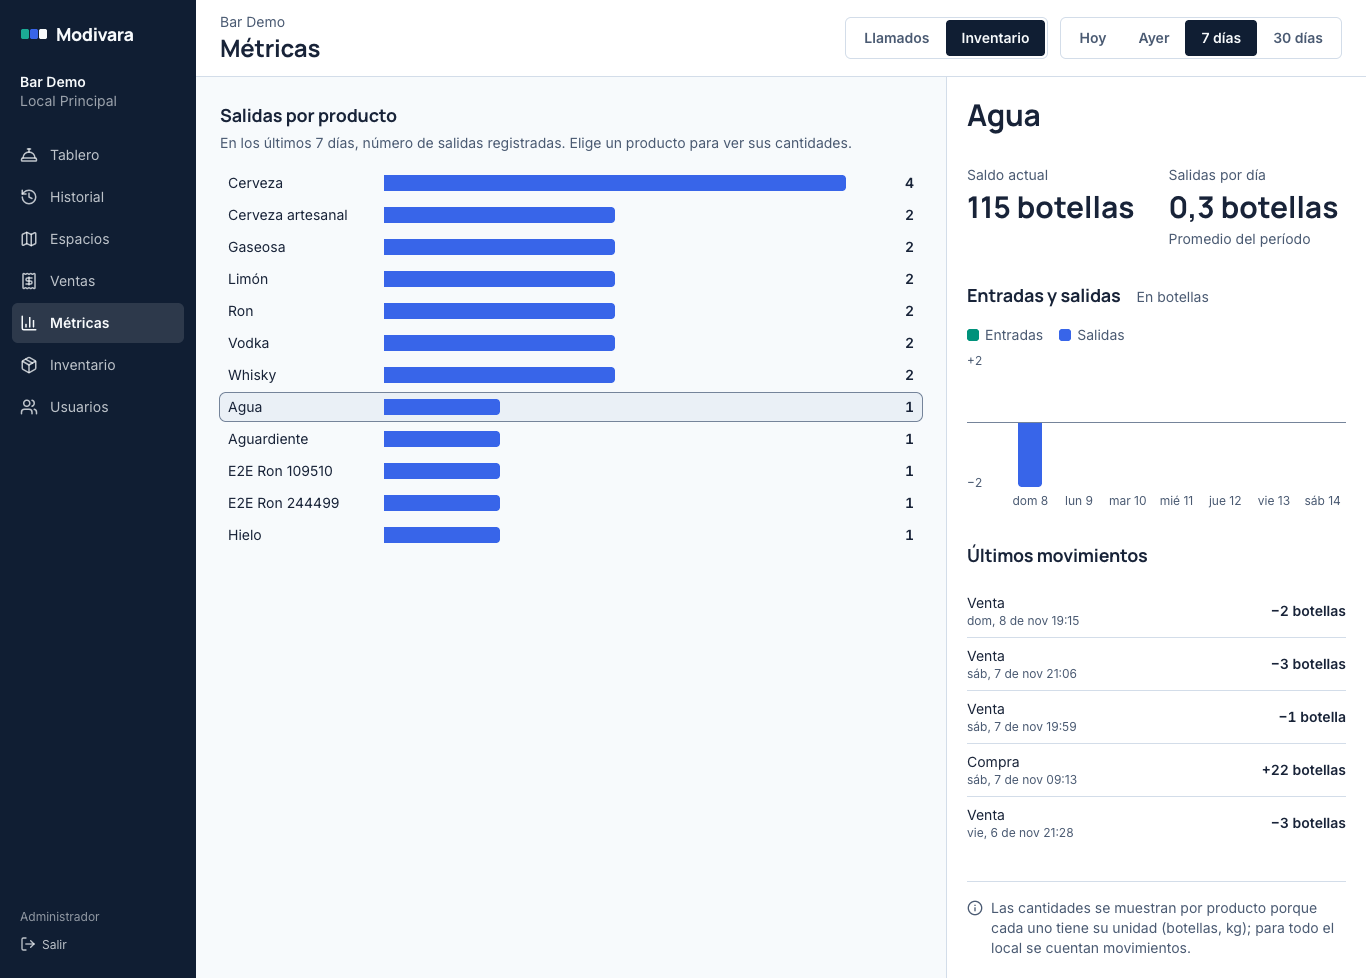 Modivara
Bar Demo
Local Principal
Tablero
Historial
Espacios
Ventas
Métricas
Inventario
Usuarios
Administrador
Salir
Bar Demo
Métricas
Llamados
Inventario
Hoy
Ayer
7 días
30 días
Salidas por producto
En los últimos 7 días, número de salidas registradas. Elige un producto para ver sus cantidades.
Cerveza 4
Cerveza artesanal 2
Gaseosa 2
Limón 2
Ron 2
Vodka 2
Whisky 2
Agua 1
Aguardiente 1
E2E Ron 109510 1
E2E Ron 244499 1
Hielo 1
Agua
Saldo actual
115 botellas
Salidas por día
0,3 botellas
Promedio del período
Entradas y salidas En botellas
Entradas Salidas
+2
−2
dom 8 lun 9 mar 10 mié 11 jue 12 vie 13 sáb 14
Últimos movimientos
Venta
dom, 8 de nov 19:15
−2 botellas
Venta
sáb, 7 de nov 21:06
−3 botellas
Venta
sáb, 7 de nov 19:59
−1 botella
Compra
sáb, 7 de nov 09:13
+22 botellas
Venta
vie, 6 de nov 21:28
−3 botellas
Las cantidades se muestran por producto porque
cada uno tiene su unidad (botellas, kg); para todo el
local se cuentan movimientos.